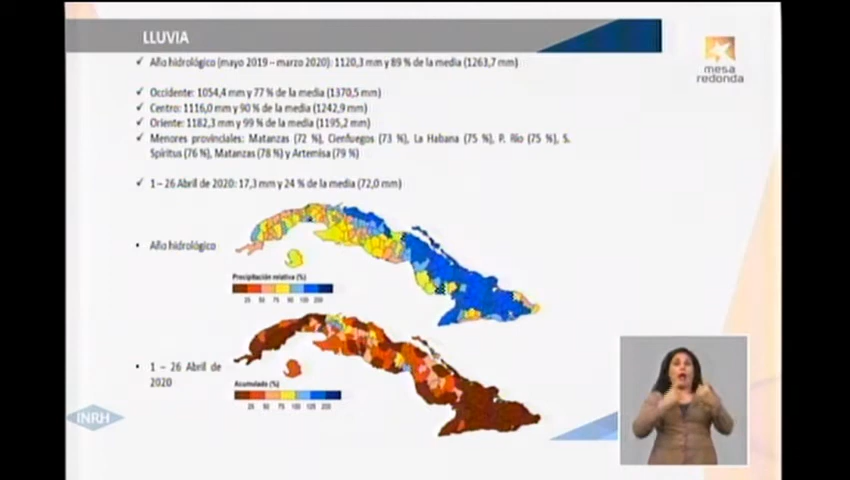 LLUVIA
mesa
redonda
✓ Año hidrológico (mayo 2019 – marzo 2020): 1120,3 mm y 89 % de la media (1263,7 mm)
✓ Occidente: 1054,4 mm y 77 % de la media (1370,5 mm)
✓ Centro: 1116,0 mm y 90 % de la media (1242,9 mm)
✓ Oriente: 1182,3 mm y 99 % de la media (1195,2 mm)
✓ Menores provinciales: Matanzas (72 %), Cienfuegos (73 %), La Habana (75 %), P. Río (75 %), S.
Spíritus (76 %), Matanzas (78 %) y Artemisa (79 %)
✓ 1 – 26 Abril de 2020: 17,3 mm y 24 % de la media (72,0 mm)
• Año hidrológico
Precipitación relativa (%)
25 50 75 90 100 200
• 1 – 26 Abril de
2020
Acumulado (%)
25 50 75 100 125 200
INRH